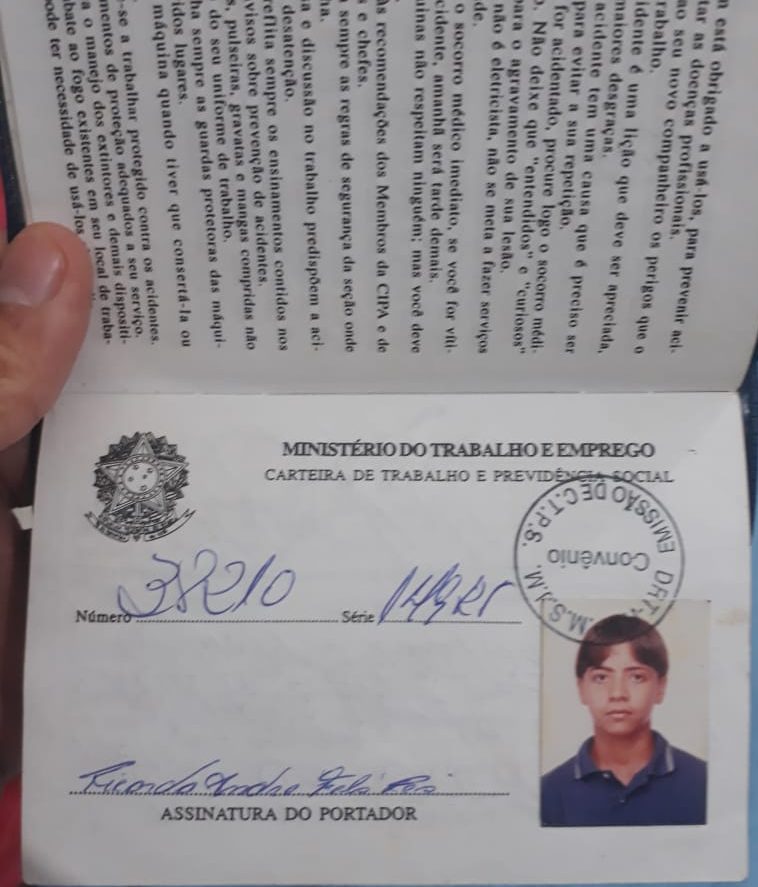 está obrigado a usá-los, para prevenir aci-
tar as doenças profissionais.
ao seu novo companheiro os perigos que o
rabalho.
idente é uma lição que deve ser apreciada,
maiores desgraças.
acidente tem uma causa que é preciso ser
para evitar a sua repetição.
for acidentado, procure logo o socorro médi-
o. Não deixe que "entendidos" e "curiosos"
para o agravamento de sua lesão.
não é eletricista, não se meta a fazer serviços
de.
o socorro médico imediato, se você for víti-
cidente, amanhã será tarde demais.
uinas não respeitam ninguém; mas você deve
às recomendações dos Membros da CIPA e de
s e chefes.
sempre as regras de segurança da seção onde
ha.
a e discussão no trabalho predispõem a aci-
desatenção.
reflita sempre os ensinamentos contidos nos
visos sobre prevenção de acidentes.
s, pulseiras, gravatas e mangas compridas não
do seu uniforme de trabalho.
ha sempre as guardas protetoras das máqui-
ridos lugares.
máquina quando tiver que consertá-la ou
-se a trabalhar protegido contra os acidentes.
mentos de proteção adequados a seu serviço.
a o manejo dos extintores e demais dispositi-
bate ao fogo existentes em seu local de traba-
pode ter necessidade de usá-los
MINISTÉRIO DO TRABALHO E EMPREGO
CARTEIRA DE TRABALHO E PREVIDÊNCIA SOCIAL
EMISSÃO DE C.T.P.S.
Convênio
M.S.J.M.
Número 38210 Série
ASSINATURA DO PORTADOR